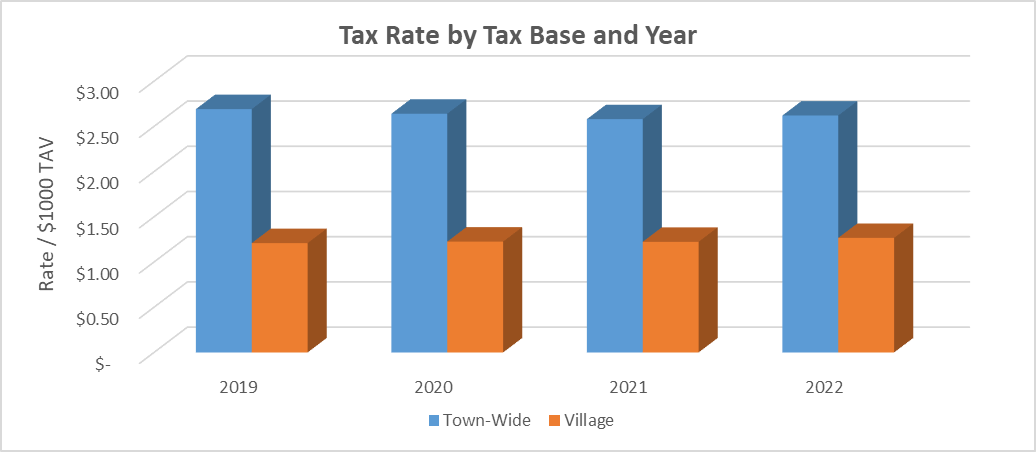 Tax Rate by Tax Base and Year
Rate / $1000 TAV
$3.00
$2.50
$2.00
$1.50
$1.00
$0.50
$-
2019 2020 2021 2022
Town-Wide Village